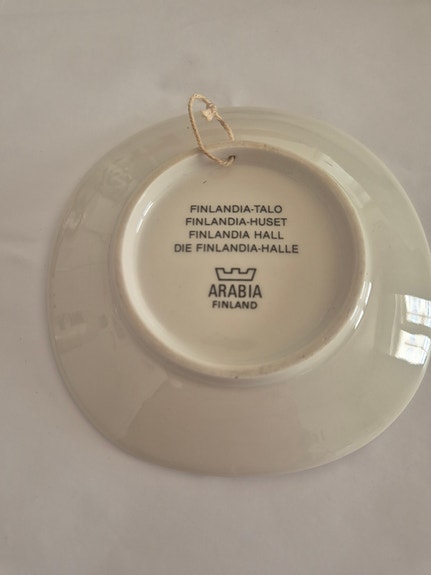 FINLANDIA-TALO
FINLANDIA-HUSET
FINLANDIA HALL
DIE FINLANDIA-HALLE
ARABIA
FINLAND